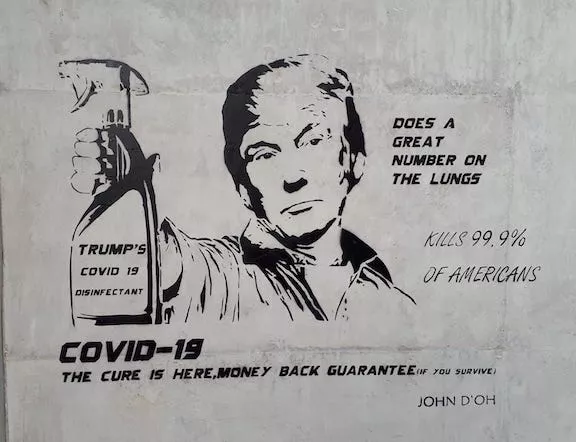 DOES A
GREAT
NUMBER ON
THE LUNGS
KILLS 99.9%
OF AMERICANS
TRUMP'S
COVID 19
DISINFECTANT
COVID-19
THE CURE IS HERE,MONEY BACK GUARANTEE(IF YOU SURVIVE)
JOHN D'OH